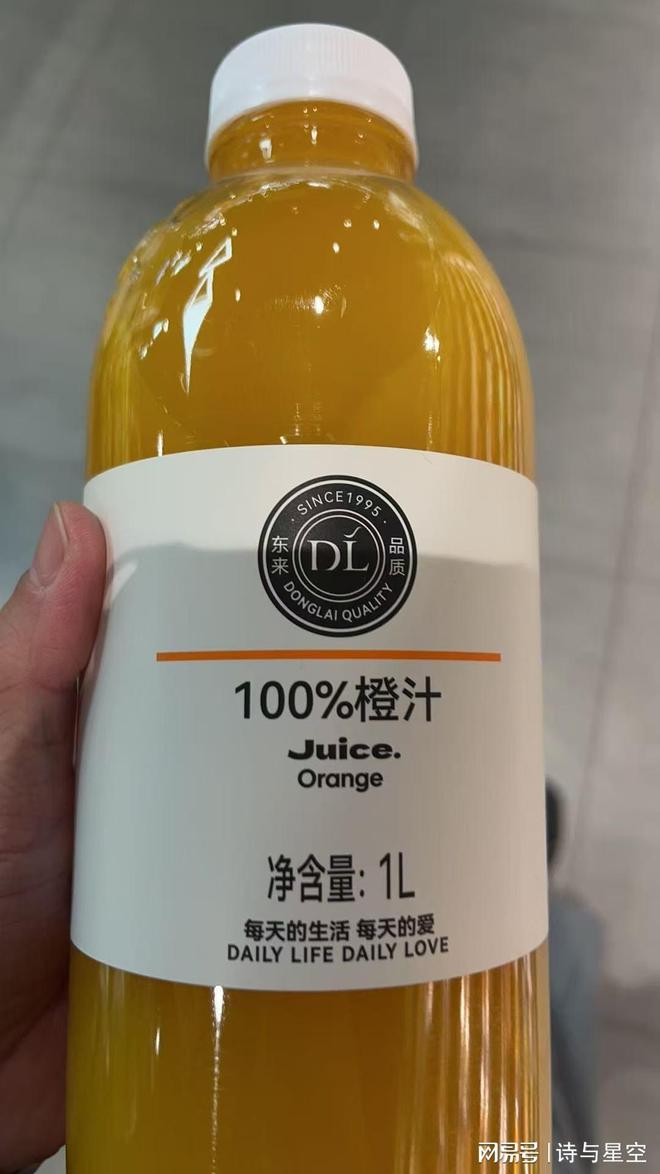 · SINCE1995 ·
东来
DĽ
品质
DONGLAI QUALITY
100%橙汁
Juice.
Orange
净含量: 1L
每天的生活 每天的爱
DAILY LIFE DAILY LOVE
网易号 | 诗与星空